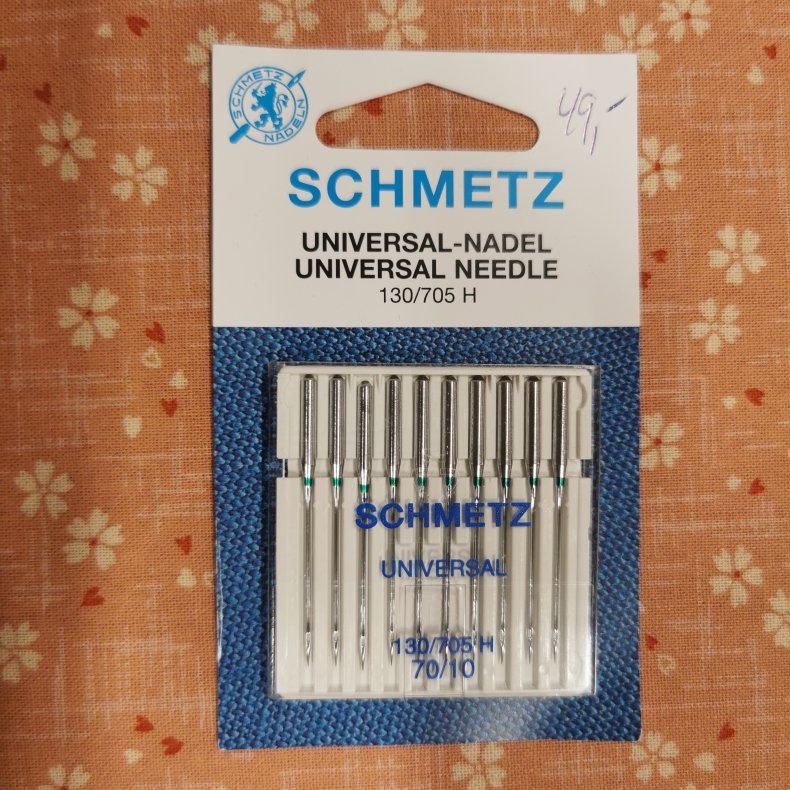 SCHMETZ
NADELN
49,-
SCHMETZ
UNIVERSAL-NADEL
UNIVERSAL NEEDLE
130/705 H
SCHMETZ
UNIVERSAL
130/705 H
70/10